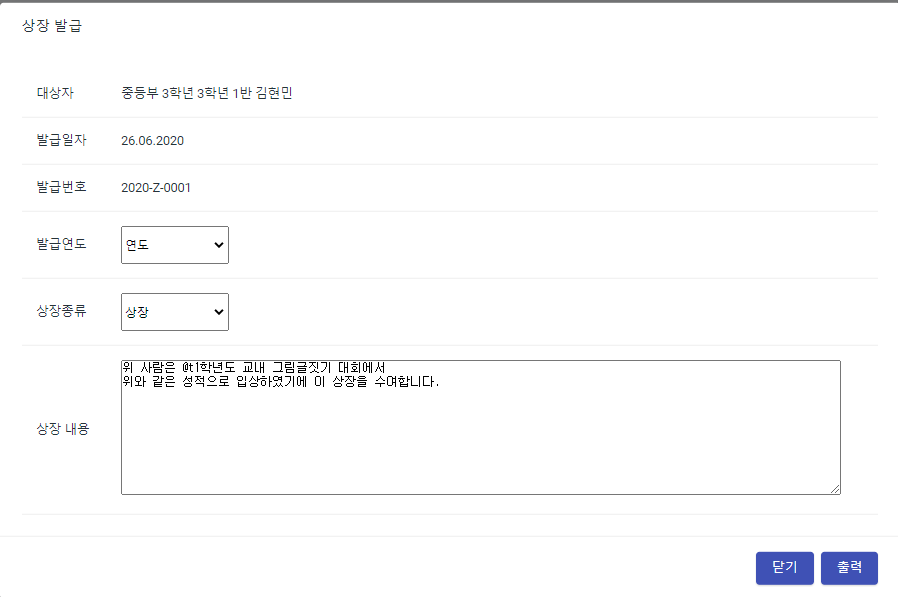 상장 발급
대상자 중등부 3학년 3학년 1반 김현민
발급일자 26.06.2020
발급번호 2020-Z-0001
발급연도 연도
상장종류 상장
위 사람은 @t1학년도 교내 그림글짓기 대회에서
위와 같은 성적으로 입상하였기에 이 상장을 수여합니다.
상장 내용
닫기 출력